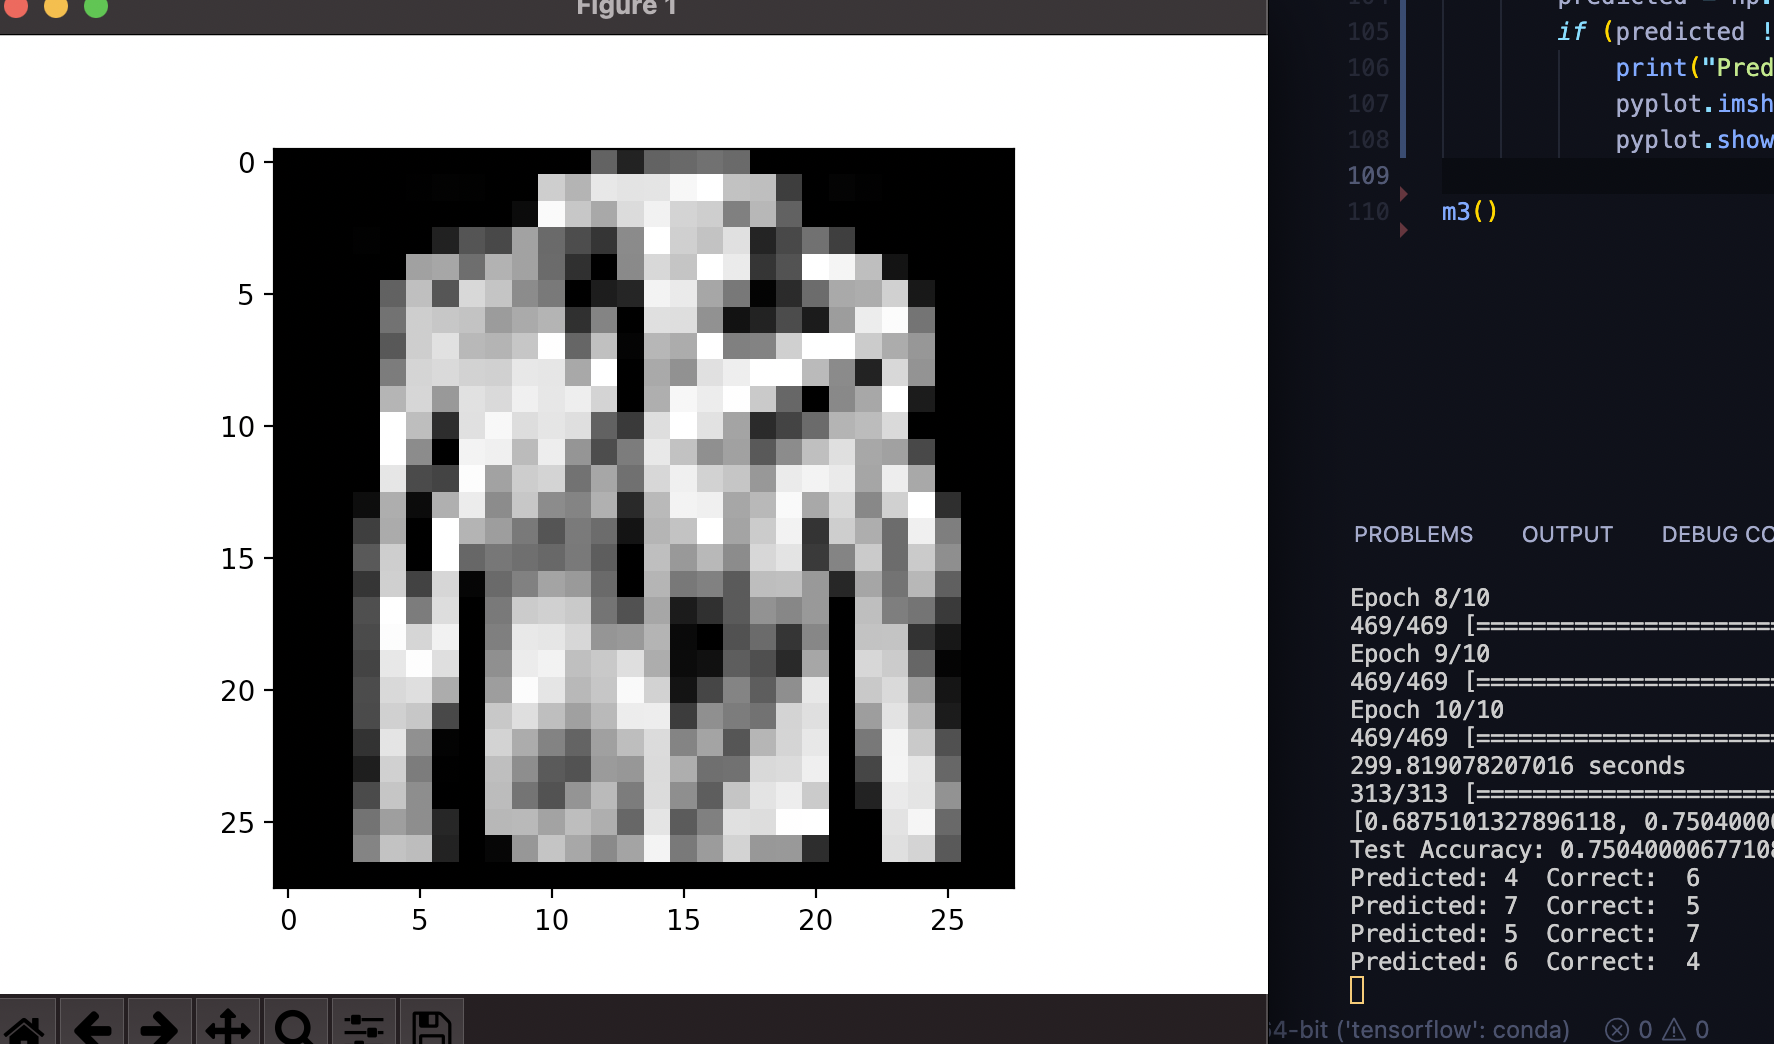 Figure 1
0
5
10
15
20
25
0 5 10 15 20 25
104 predicted = np.
105 if (predicted !
106 print("Pred
107 pyplot.imsh
108 pyplot.show
109
110 m3()
PROBLEMS OUTPUT DEBUG CO
Epoch 8/10
469/469 [=====================
Epoch 9/10
469/469 [=====================
Epoch 10/10
469/469 [=====================
299.819078207016 seconds
313/313 [=====================
[0.6875101327896118, 0.7504000
Test Accuracy: 0.7504000067710
Predicted: 4 Correct: 6
Predicted: 7 Correct: 5
Predicted: 5 Correct: 7
Predicted: 6 Correct: 4
64-bit ('tensorflow': conda) 0 0